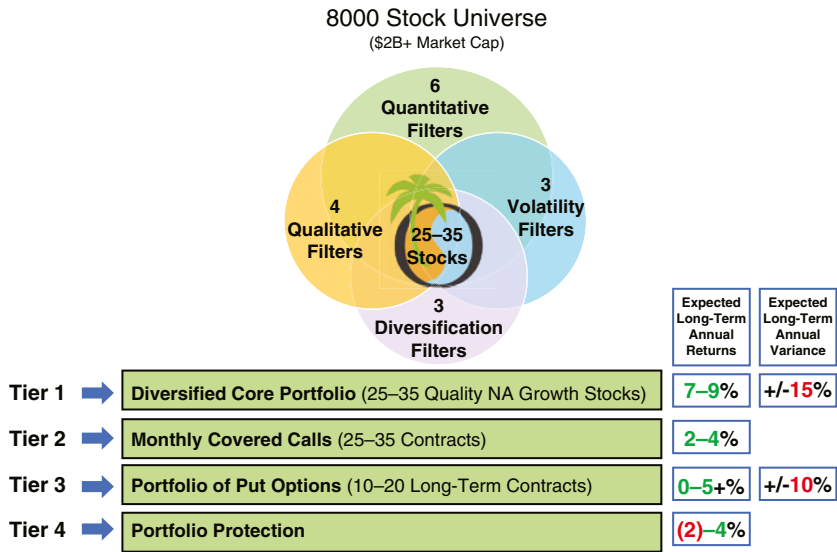 8000 Stock Universe
($2B+ Market Cap)
6
Quantitative
Filters
4
Qualitative
Filters
3
Volatility
Filters
25–35
Stocks
3
Diversification
Filters
Expected
Long-Term
Annual
Returns
Expected
Long-Term
Annual
Variance
Tier 1
Diversified Core Portfolio (25–35 Quality NA Growth Stocks)
7–9%
+/-15%
Tier 2
Monthly Covered Calls (25–35 Contracts)
2–4%
Tier 3
Portfolio of Put Options (10–20 Long-Term Contracts)
0–5+%
+/-10%
Tier 4
Portfolio Protection
(2)–4%